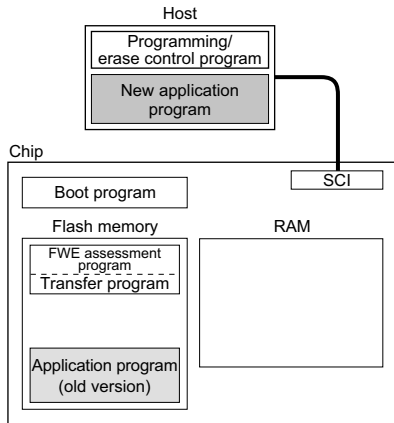 Host
Programming/
erase control program
New application
program
Chip
SCI
Boot program
Flash memory
RAM
FWE assessment
program
Transfer program
Application program
(old version)